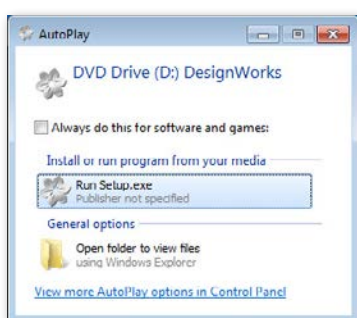 AutoPlay
DVD Drive (D:) DesignWorks
Always do this for software and games:
Install or run program from your media
Run Setup.exe
Publisher not specified
General options
Open folder to view files
using Windows Explorer
View more AutoPlay options in Control Panel